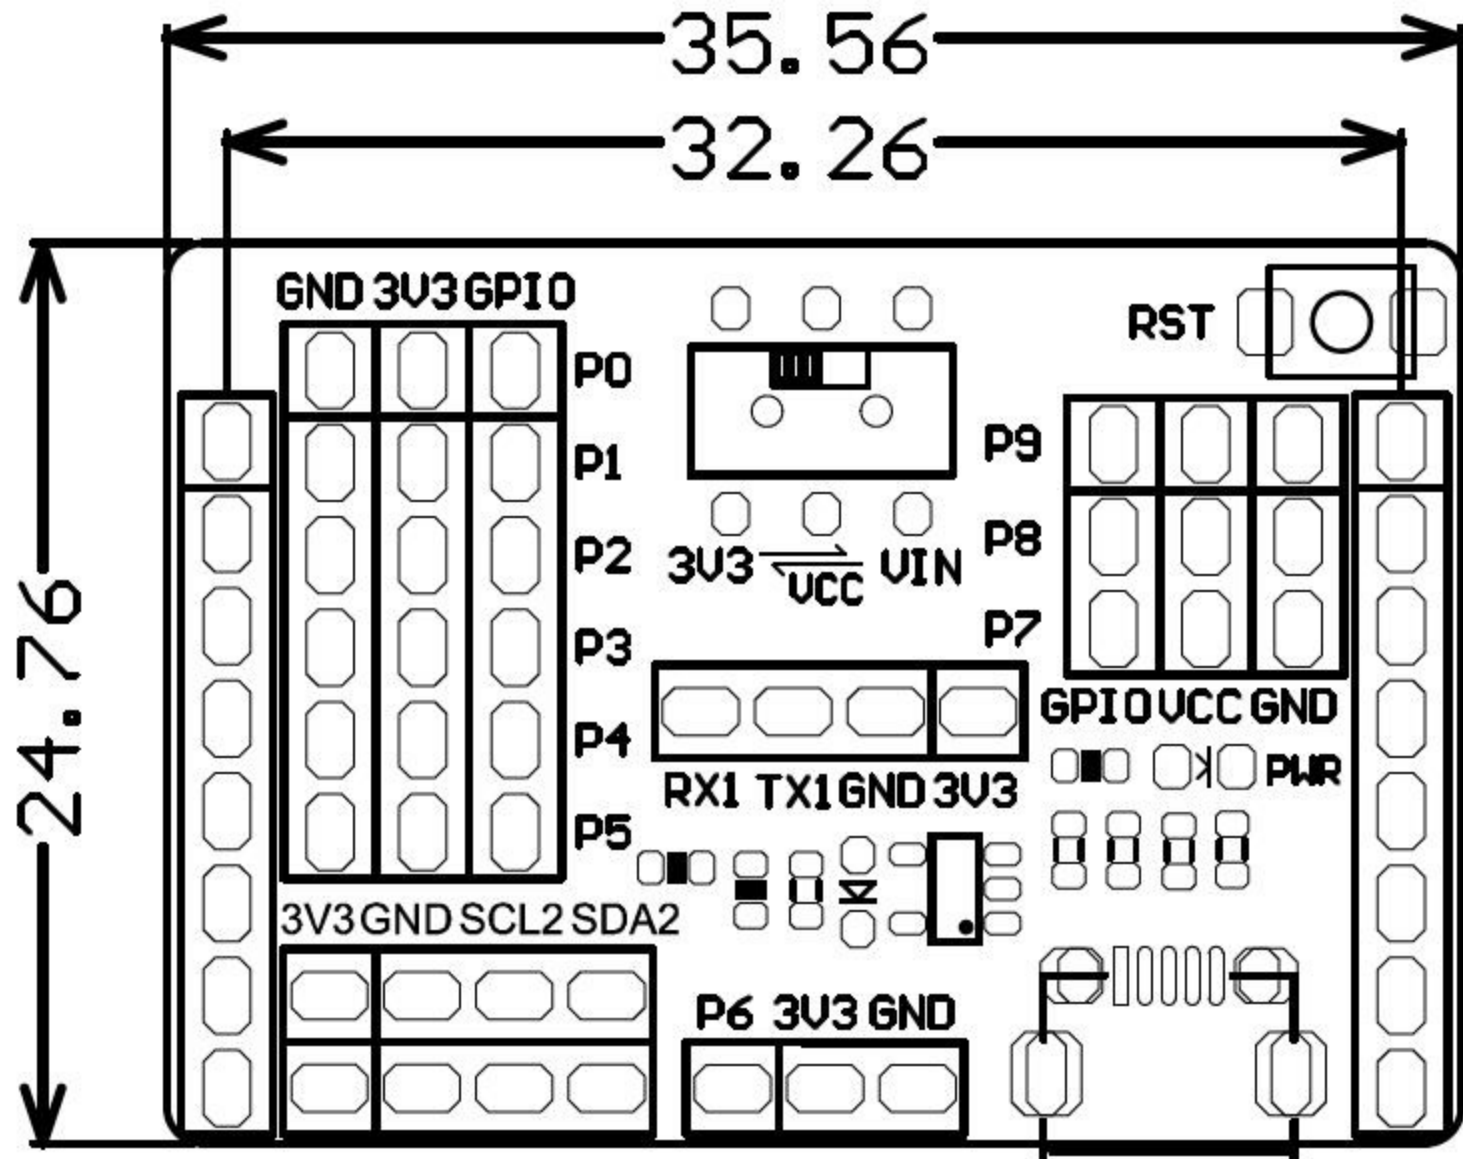 35.56
32.26
24.76
GND 3V3 GPIO
RST
P0
P1
P2
P3
P4
P5
P9
P8
P7
3V3 VCC VIN
GPIO VCC GND
PWR
RX1 TX1 GND 3V3
3V3 GND SCL2 SDA2
P6 3V3 GND